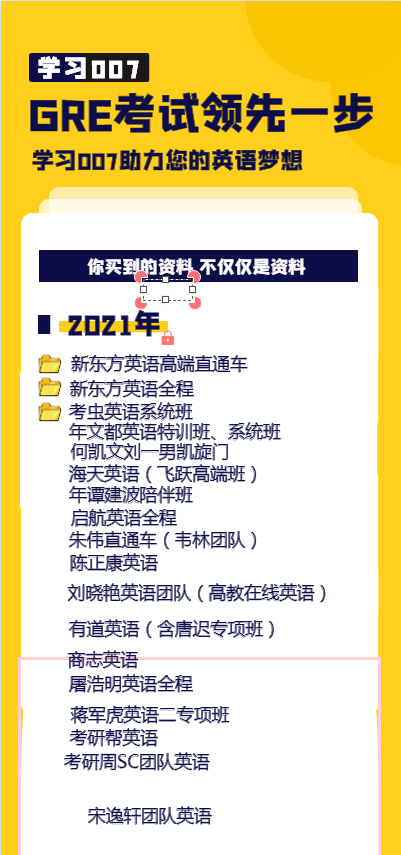 学习007
GRE考试领先一步
学习007助力您的英语梦想
你买到的资料 不仅仅是资料
2021年
新东方英语高端直通车
新东方英语全程
考虫英语系统班
年文都英语特训班、系统班
何凯文刘一男凯旋门
海天英语（飞跃高端班）
年谭建波陪伴班
启航英语全程
朱伟直通车（韦林团队）
陈正康英语
刘晓艳英语团队（高教在线英语）
有道英语（含唐迟专项班）
商志英语
屠浩明英语全程
蒋军虎英语二专项班
考研帮英语
考研周SC团队英语
宋逸轩团队英语